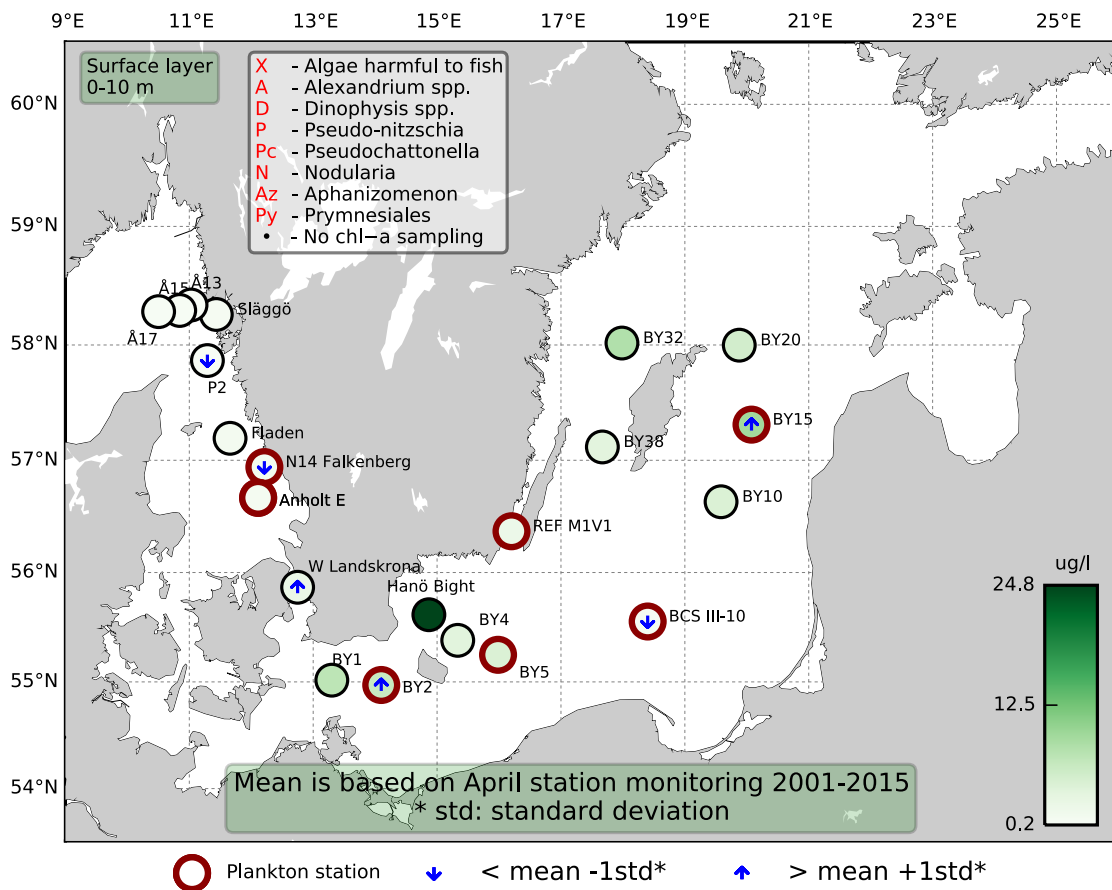 9°E 11°E 13°E 15°E 17°E 19°E 21°E 23°E 25°E
60°N
59°N
58°N
57°N
56°N
55°N
54°N
Surface layer
0-10 m
X - Algae harmful to fish
A - Alexandrium spp.
D - Dinophysis spp.
P - Pseudo-nitzschia
Pc - Pseudochattonella
N - Nodularia
Az - Aphanizomenon
Py - Prymnesiales
• - No chl−a sampling
Å13
Å15
Släggö
Å17
P2
Fladen
N14 Falkenberg
Anholt E
W Landskrona
Hanö Bight
BY4
BY5
BY1
BY2
REF M1V1
BCS III-10
BY32
BY20
BY15
BY38
BY10
ug/l
24.8
12.5
0.2
Mean is based on April station monitoring 2001-2015
* std: standard deviation
Plankton station
< mean -1std*
> mean +1std*